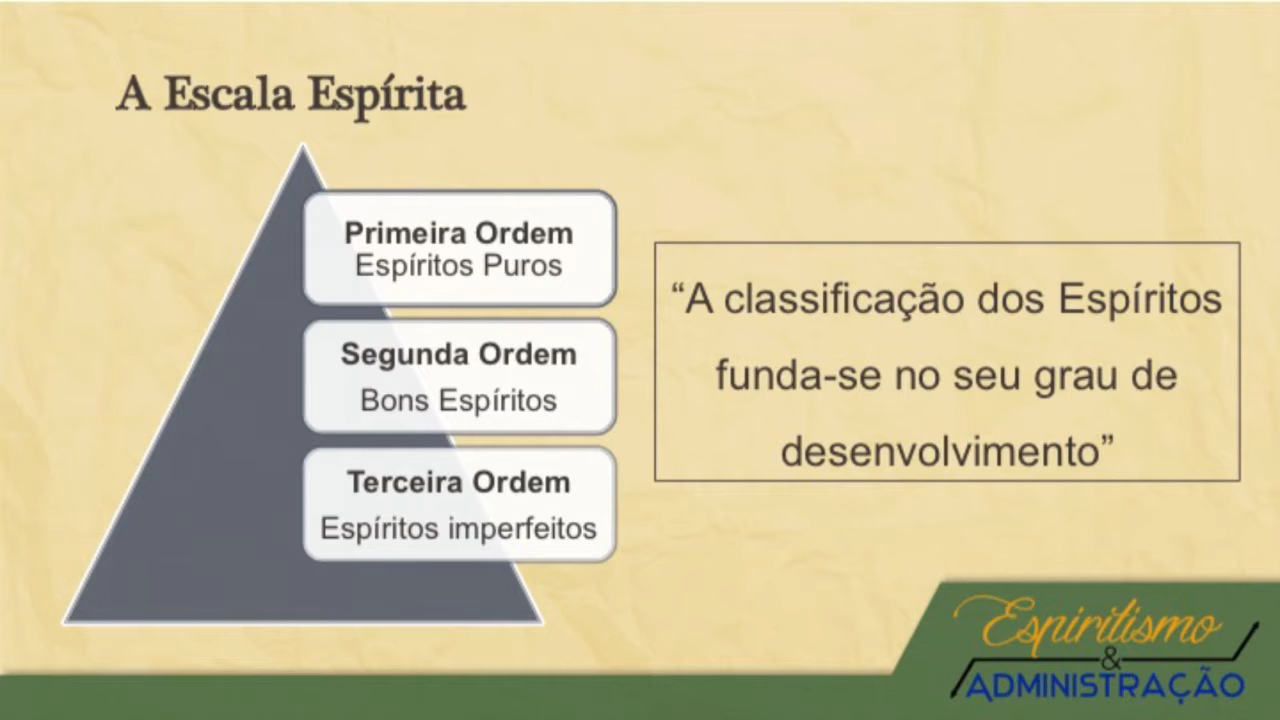 A Escala Espírita
Primeira Ordem
Espíritos Puros
Segunda Ordem
Bons Espíritos
Terceira Ordem
Espíritos imperfeitos
“A classificação dos Espíritos
funda-se no seu grau de
desenvolvimento”
Espiritismo
&
ADMINISTRAÇÃO